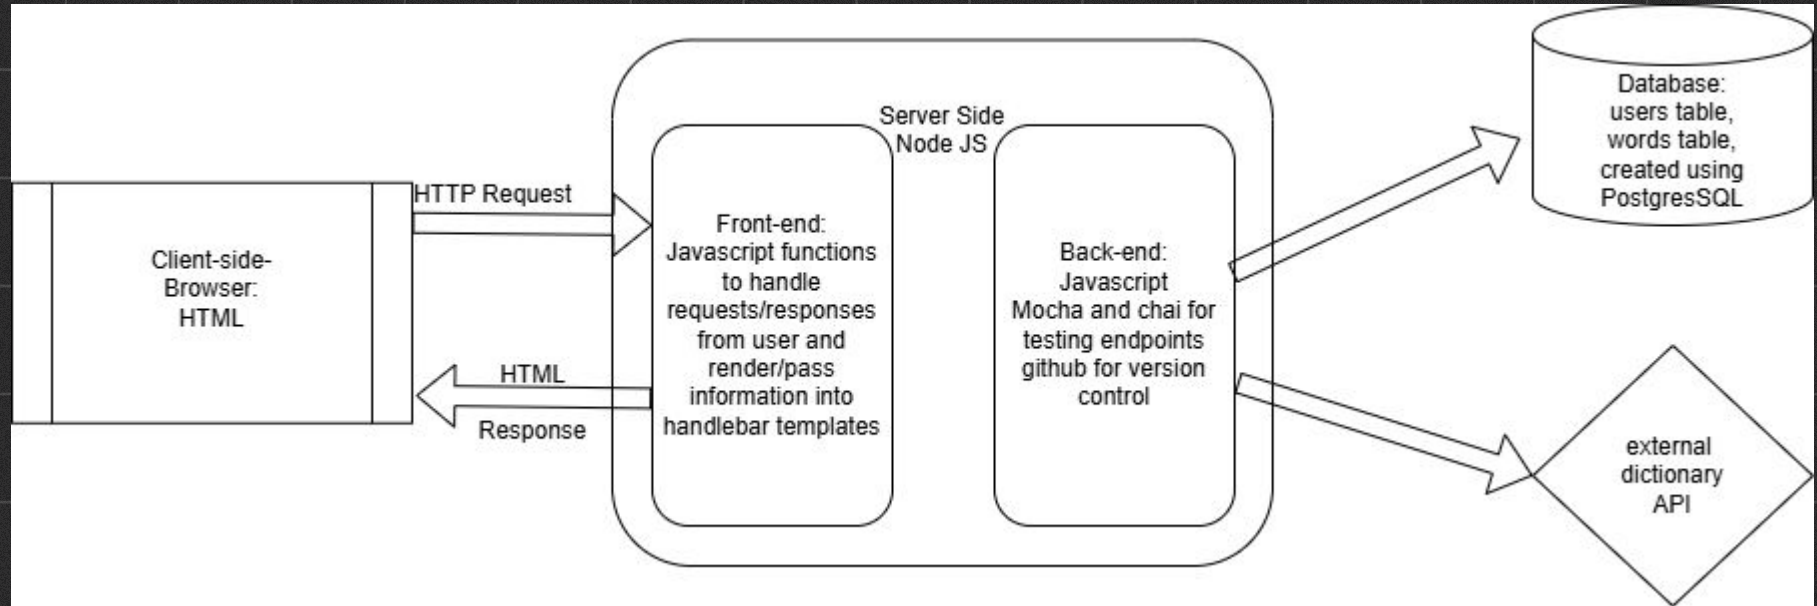 Client-side-
Browser:
HTML
HTTP Request
HTML
Response
Server Side
Node JS
Front-end:
Javascript functions
to handle
requests/responses
from user and
render/pass
information into
handlebar templates
Back-end:
Javascript
Mocha and chai for
testing endpoints
github for version
control
Database:
users table,
words table,
created using
PostgresSQL
external
dictionary
API